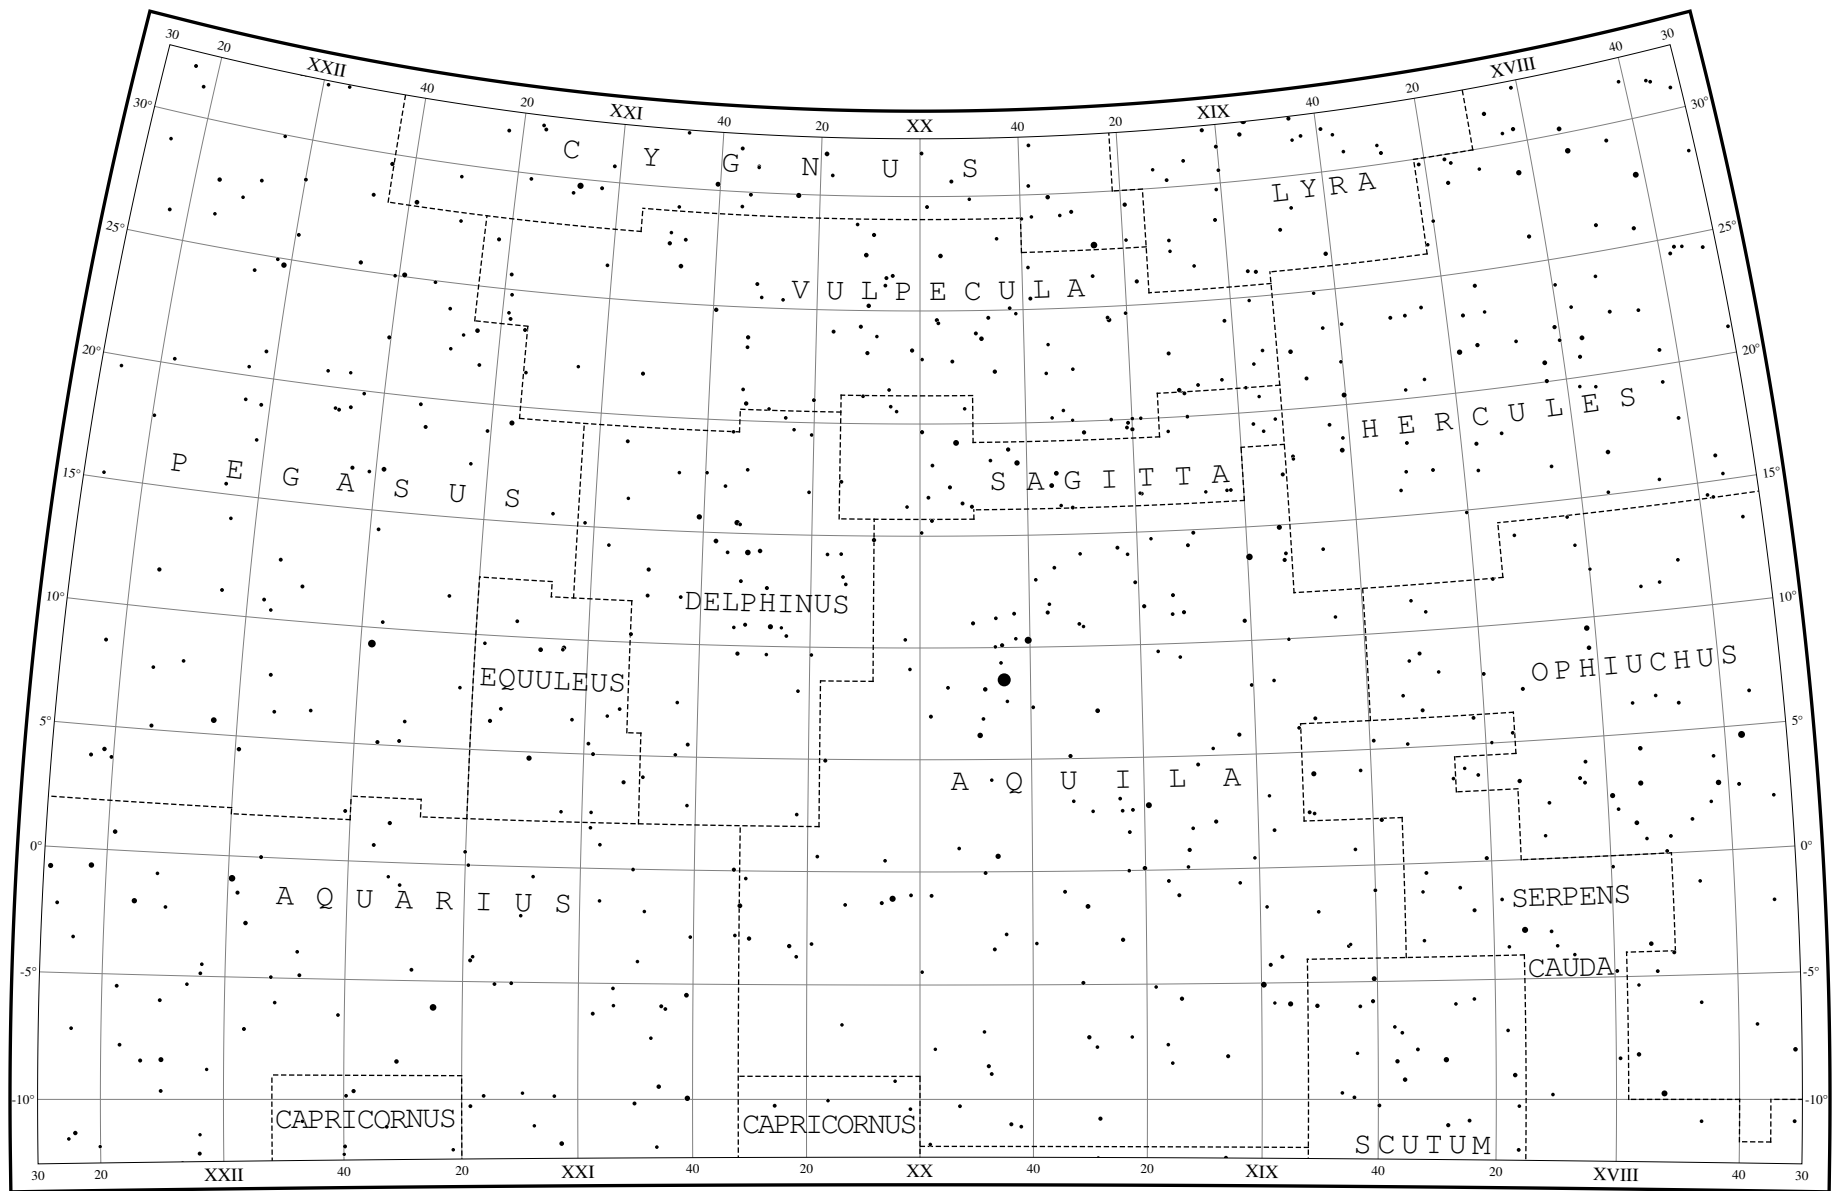 30 20 XXII 40 20 XXI 40 20 XX 40 20 XIX 40 20 XVIII 40 30
30° 30°
CYGNUS
LYRA
25° 25°
VULPECULA
20° 20°
HERCULES
PEGASUS
SAGITTA
15° 15°
10° DELPHINUS 10°
EQUULEUS
OPHIUCHUS
5° 5°
AQUILA
0° 0°
AQUARIUS
SERPENS
CAUDA
-5° -5°
-10° -10°
CAPRICORNUS
CAPRICORNUS
SCUTUM
30 20 XXII 40 20 XXI 40 20 XX 40 20 XIX 40 20 XVIII 40 30